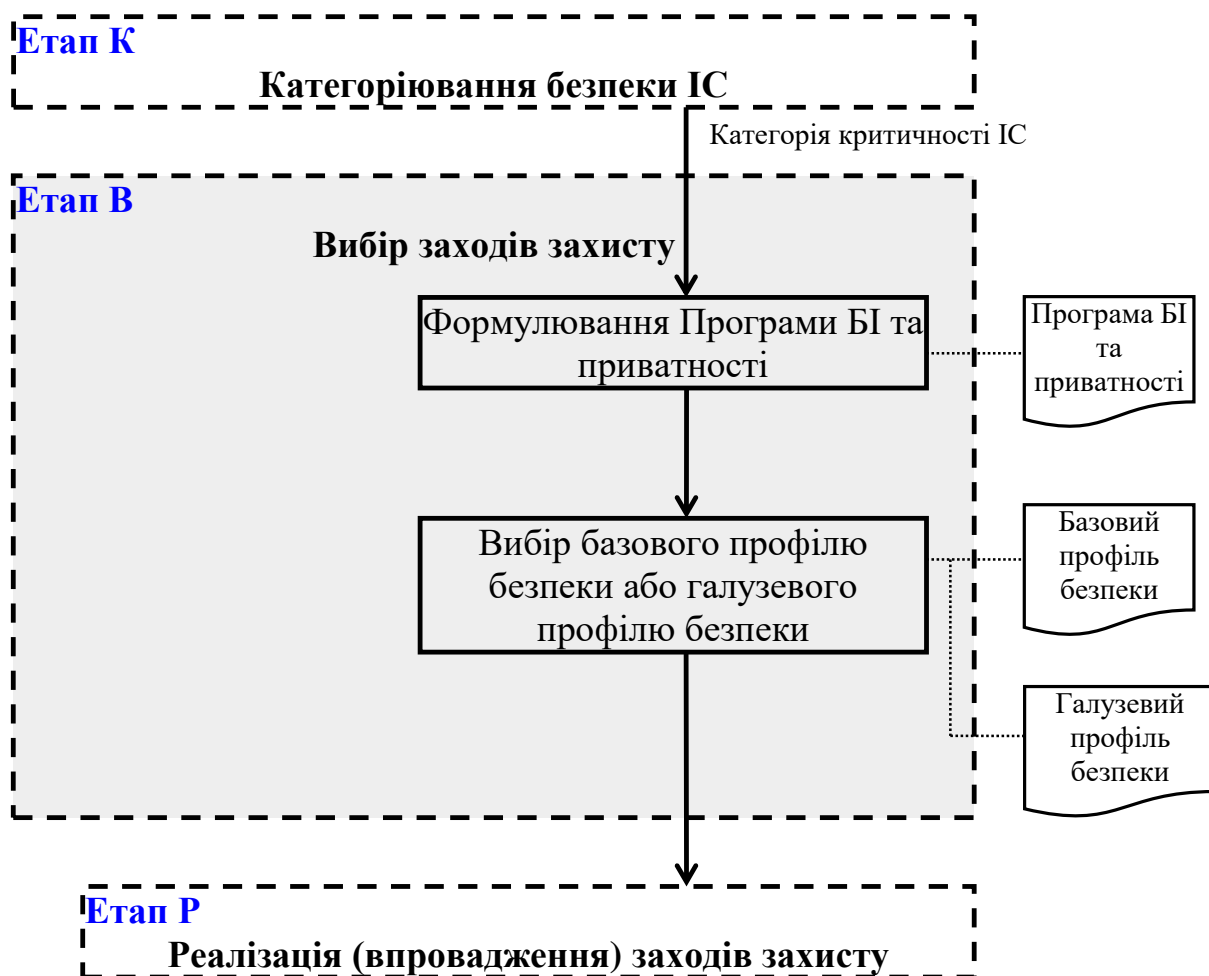 Етап К
Категоріювання безпеки ІС
Категорія критичності ІС
Етап В
Вибір заходів захисту
Формулювання Програми БІ та
приватності
Програма БІ
та
приватності
Вибір базового профілю
безпеки або галузевого
профілю безпеки
Базовий
профіль
безпеки
Галузевий
профіль
безпеки
Етап Р
Реалізація (впровадження) заходів захисту